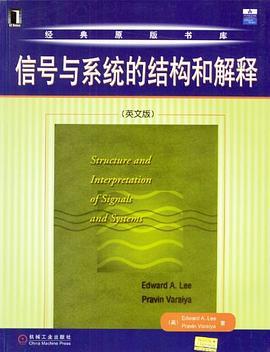 经典原版书库
信号与系统的结构和解释
(英文版)
Structure and
Interpretation of
Signals and
and Systems
Edward A. Lee
Pravin Varaiya
(美) Edward A. Lee
Pravin Varaiya 著
机械工业出版社
China Machine Press